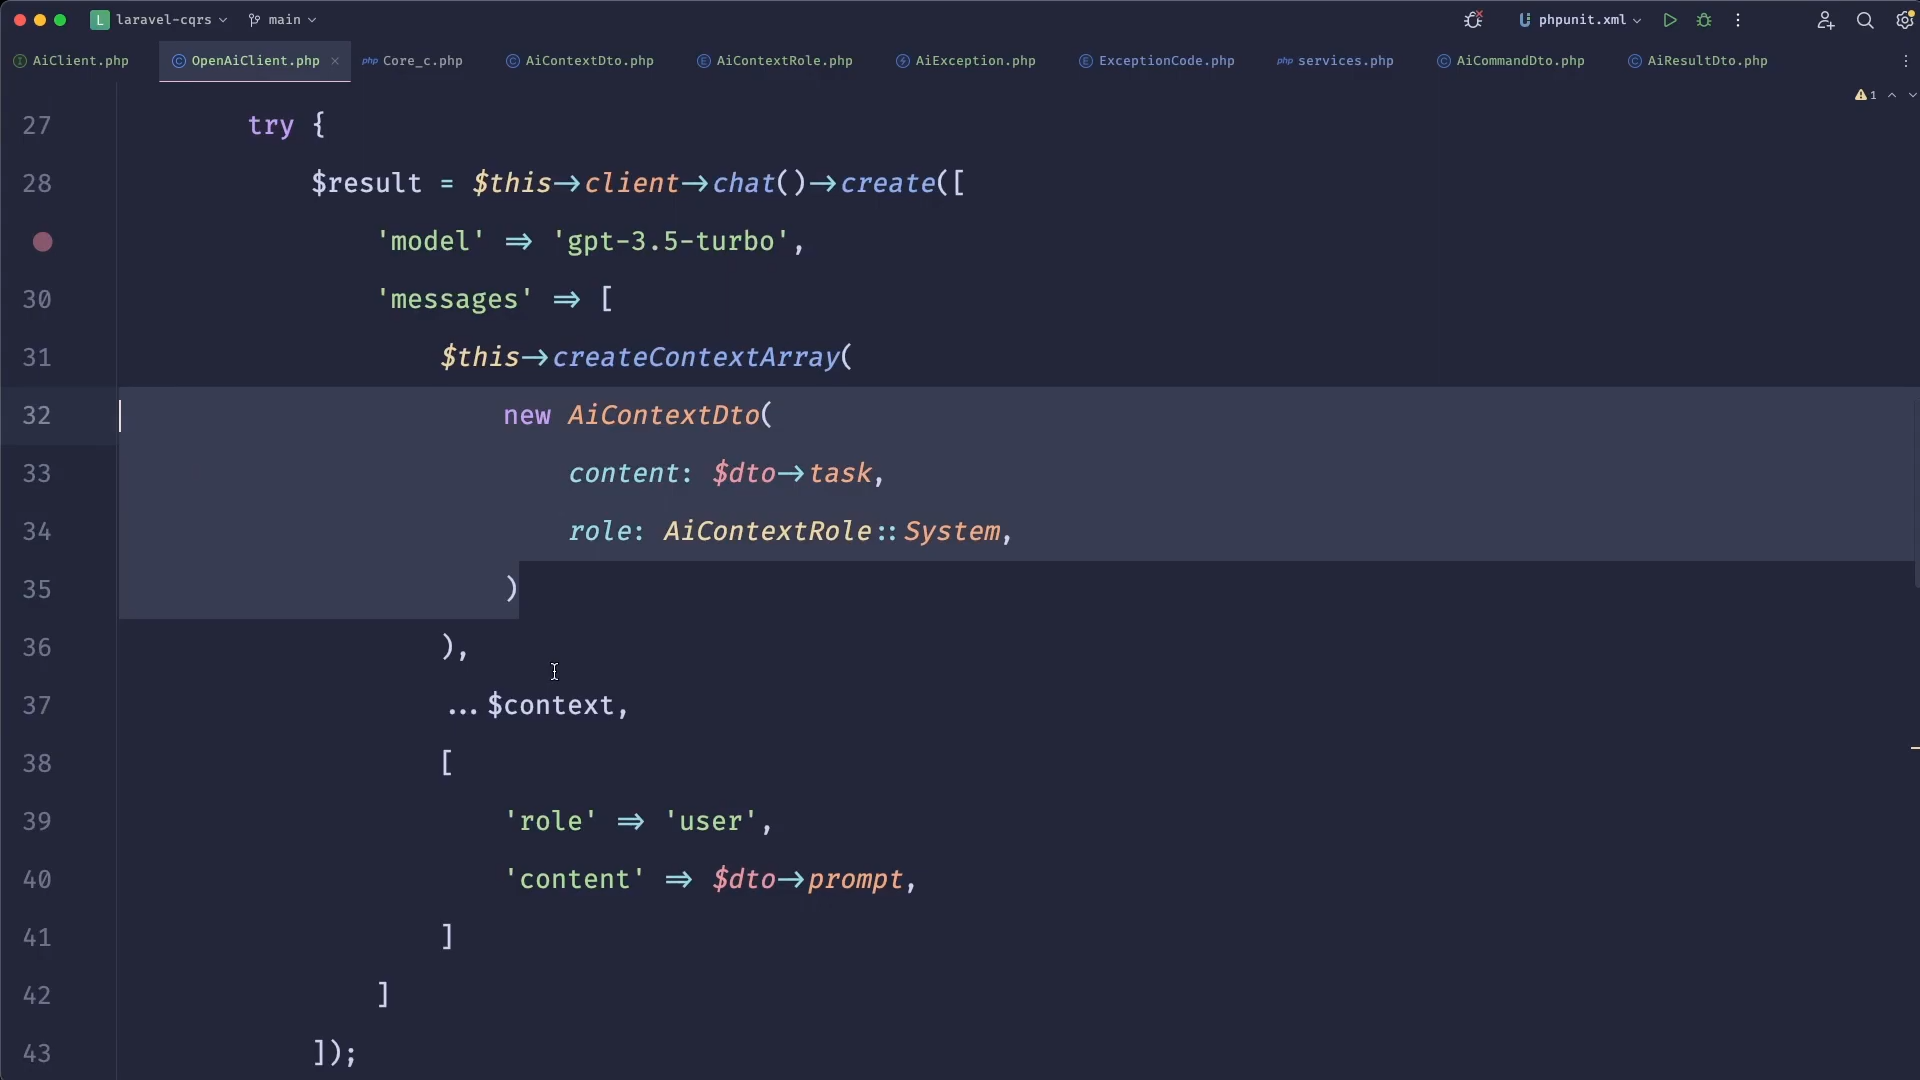 L laravel-cqrs main phpunit.xml
AiClient.php OpenAiClient.php php Core_c.php AiContextDto.php AiContextRole.php AiException.php ExceptionCode.php php services.php AiCommandDto.php AiResultDto.php
1
27 try {
28 $result = $this->client->chat()->create([
'model' => 'gpt-3.5-turbo',
30 'messages' => [
31 $this->createContextArray(
32 new AiContextDto(
33 content: $dto->task,
34 role: AiContextRole::System,
35 )
36 ),
37 ...$context,
38 [
39 'role' => 'user',
40 'content' => $dto->prompt,
41 ]
42 ]
43 ]);